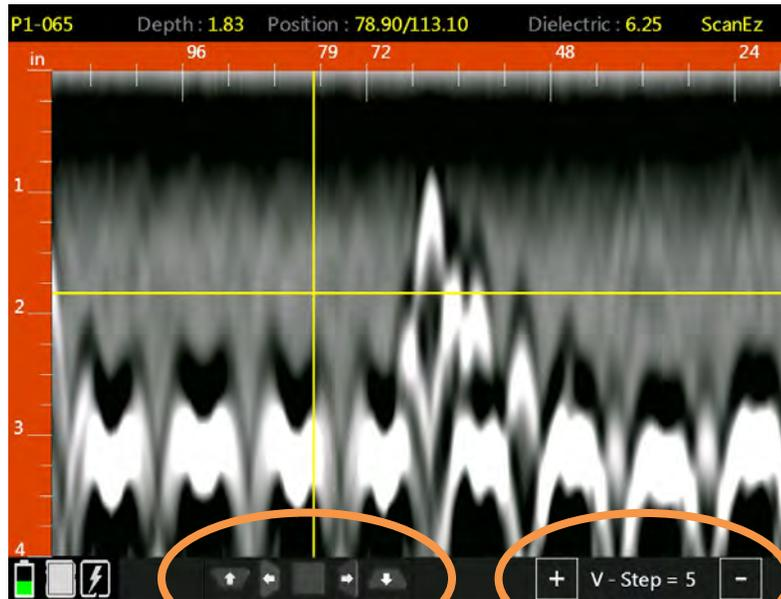 P1-065 Depth : 1.83 Position : 78.90/113.10 Dielectric : 6.25 ScanEz
in 96 79 72 48 24
1
2
3
4
+ V - Step = 5 -